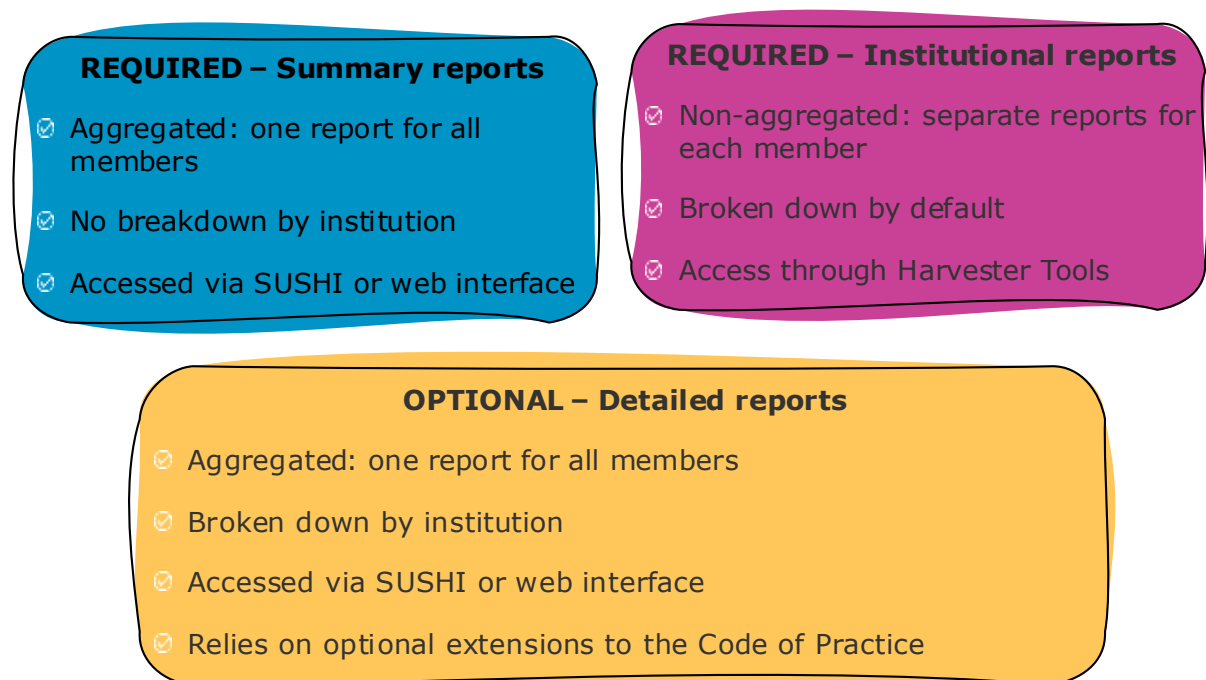 REQUIRED – Summary reports
Aggregated: one report for all
members
No breakdown by institution
Accessed via SUSHI or web interface
REQUIRED – Institutional reports
Non-aggregated: separate reports for
each member
Broken down by default
Access through Harvester Tools
OPTIONAL – Detailed reports
Aggregated: one report for all members
Broken down by institution
Accessed via SUSHI or web interface
Relies on optional extensions to the Code of Practice